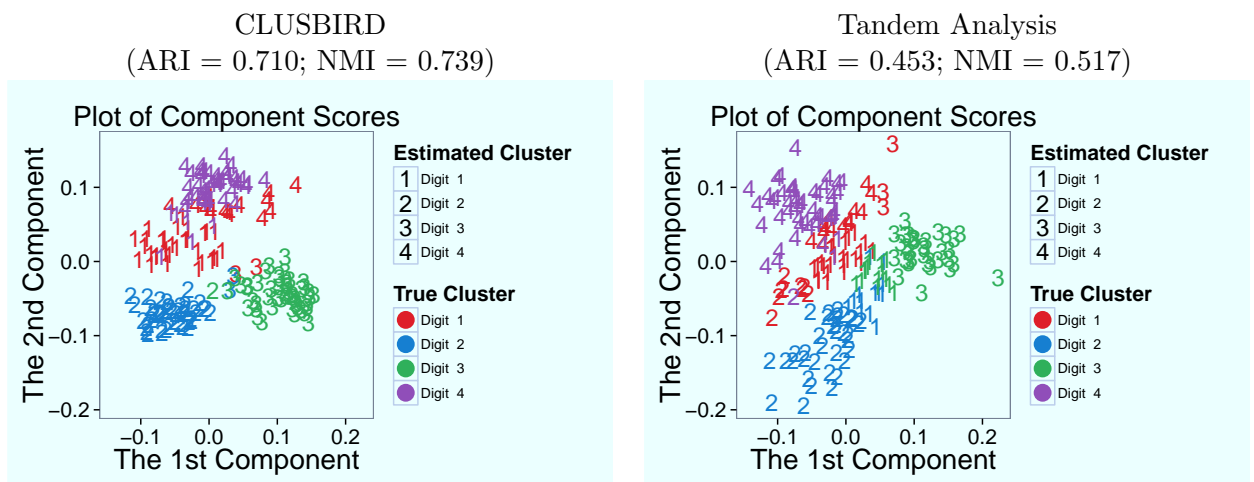 CLUSBIRD
(ARI = 0.710; NMI = 0.739)
Plot of Component Scores
The 2nd Component
0.1
0.0
−0.1
−0.2
−0.1 0.0 0.1 0.2
The 1st Component
Estimated Cluster
1 Digit 1
2 Digit 2
3 Digit 3
4 Digit 4
True Cluster
Digit 1
Digit 2
Digit 3
Digit 4
Tandem Analysis
(ARI = 0.453; NMI = 0.517)
Plot of Component Scores
The 2nd Component
0.1
0.0
−0.1
−0.2
−0.1 0.0 0.1 0.2
The 1st Component
Estimated Cluster
1 Digit 1
2 Digit 2
3 Digit 3
4 Digit 4
True Cluster
Digit 1
Digit 2
Digit 3
Digit 4